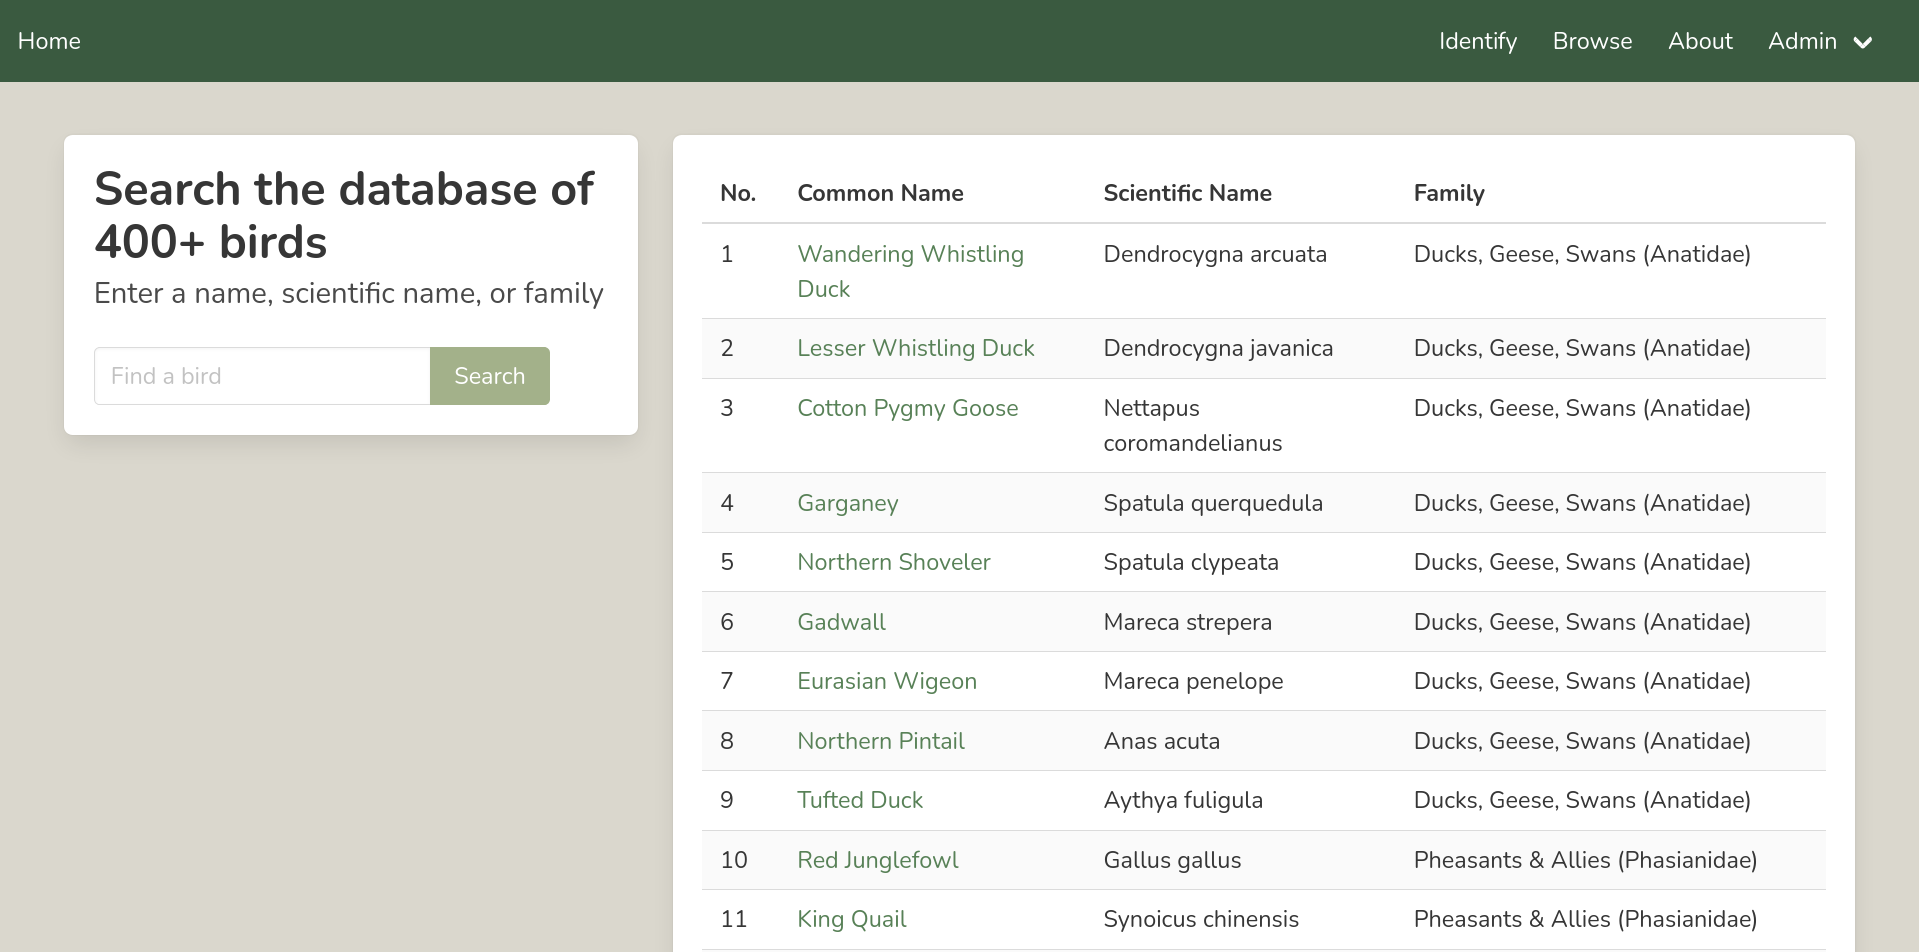 Home Identify Browse About Admin
Search the database of
400+ birds
Enter a name, scientific name, or family
Find a bird Search
No. Common Name Scientific Name Family
1 Wandering Whistling Dendrocygna arcuata Ducks, Geese, Swans (Anatidae)
Duck
2 Lesser Whistling Duck Dendrocygna javanica Ducks, Geese, Swans (Anatidae)
3 Cotton Pygmy Goose Nettapus Ducks, Geese, Swans (Anatidae)
coromandelianus
4 Garganey Spatula querquedula Ducks, Geese, Swans (Anatidae)
5 Northern Shoveler Spatula clypeata Ducks, Geese, Swans (Anatidae)
6 Gadwall Mareca strepera Ducks, Geese, Swans (Anatidae)
7 Eurasian Wigeon Mareca penelope Ducks, Geese, Swans (Anatidae)
8 Northern Pintail Anas acuta Ducks, Geese, Swans (Anatidae)
9 Tufted Duck Aythya fuligula Ducks, Geese, Swans (Anatidae)
10 Red Junglefowl Gallus gallus Pheasants & Allies (Phasianidae)
11 King Quail Synoicus chinensis Pheasants & Allies (Phasianidae)